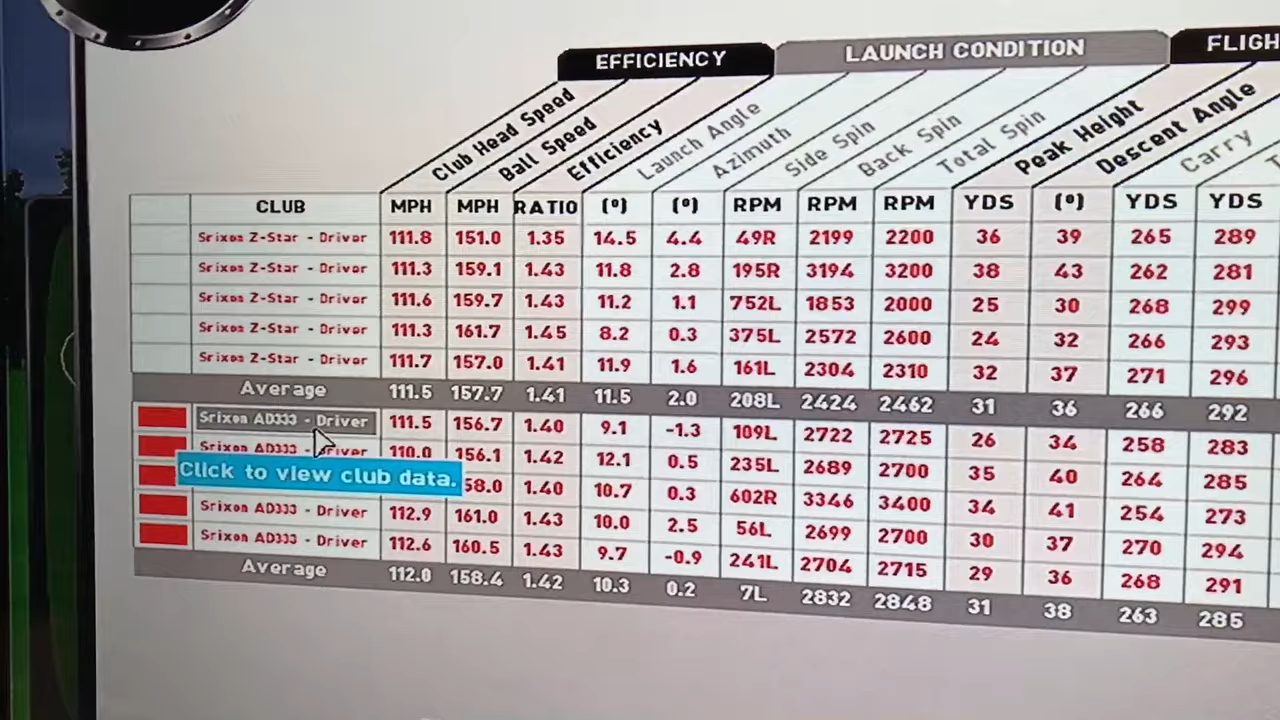 EFFICIENCY LAUNCH CONDITION FLIGH
Club Head Speed Ball Speed Efficiency Launch Angle Azimuth Side Spin Back Spin Total Spin Peak Height Descent Angle Carry
CLUB MPH MPH RATIO (º) (º) RPM RPM RPM YDS (º) YDS YDS
Srixon Z-Star - Driver 111.8 151.0 1.35 14.5 4.4 49R 2199 2200 36 39 265 289
Srixon Z-Star - Driver 111.3 159.1 1.43 11.8 2.8 195R 3194 3200 38 43 262 281
Srixon Z-Star - Driver 111.6 159.7 1.43 11.2 1.1 752L 1853 2000 25 30 268 299
Srixon Z-Star - Driver 111.3 161.7 1.45 8.2 0.3 375L 2572 2600 24 32 266 293
Srixon Z-Star - Driver 111.7 157.0 1.41 11.9 1.6 161L 2304 2310 32 37 271 296
Average 111.5 157.7 1.41 11.5 2.0 208L 2424 2462 31 36 266 292
Srixon AD333 - Driver 111.5 156.7 1.40 9.1 -1.3 109L 2722 2725 26 34 258 283
Srixon AD333 - Driver 110.0 156.1 1.42 12.1 0.5 235L 2689 2700 35 40 264 285
Click to view club data. 58.0 1.40 10.7 0.3 602R 3346 3400 34 41 254 273
Srixon AD333 - Driver 112.9 161.0 1.43 10.0 2.5 56L 2699 2700 30 37 270 294
Srixon AD333 - Driver 112.6 160.5 1.43 9.7 -0.9 241L 2704 2715 29 36 268 291
Average 112.0 158.4 1.42 10.3 0.2 7L 2832 2848 31 38 263 285